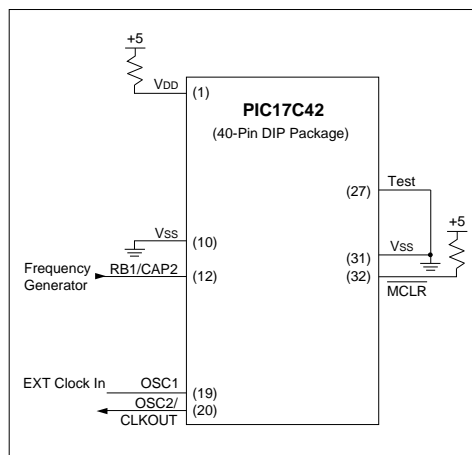 +5
VDD
(1)
PIC17C42
(40-Pin DIP Package)
(27)
Test
+5
VSS
(10)
(31)
VSS
Frequency
Generator
RB1/CAP2
(12)
(32)
MCLR
EXT Clock In
OSC1
(19)
OSC2/
CLKOUT
(20)